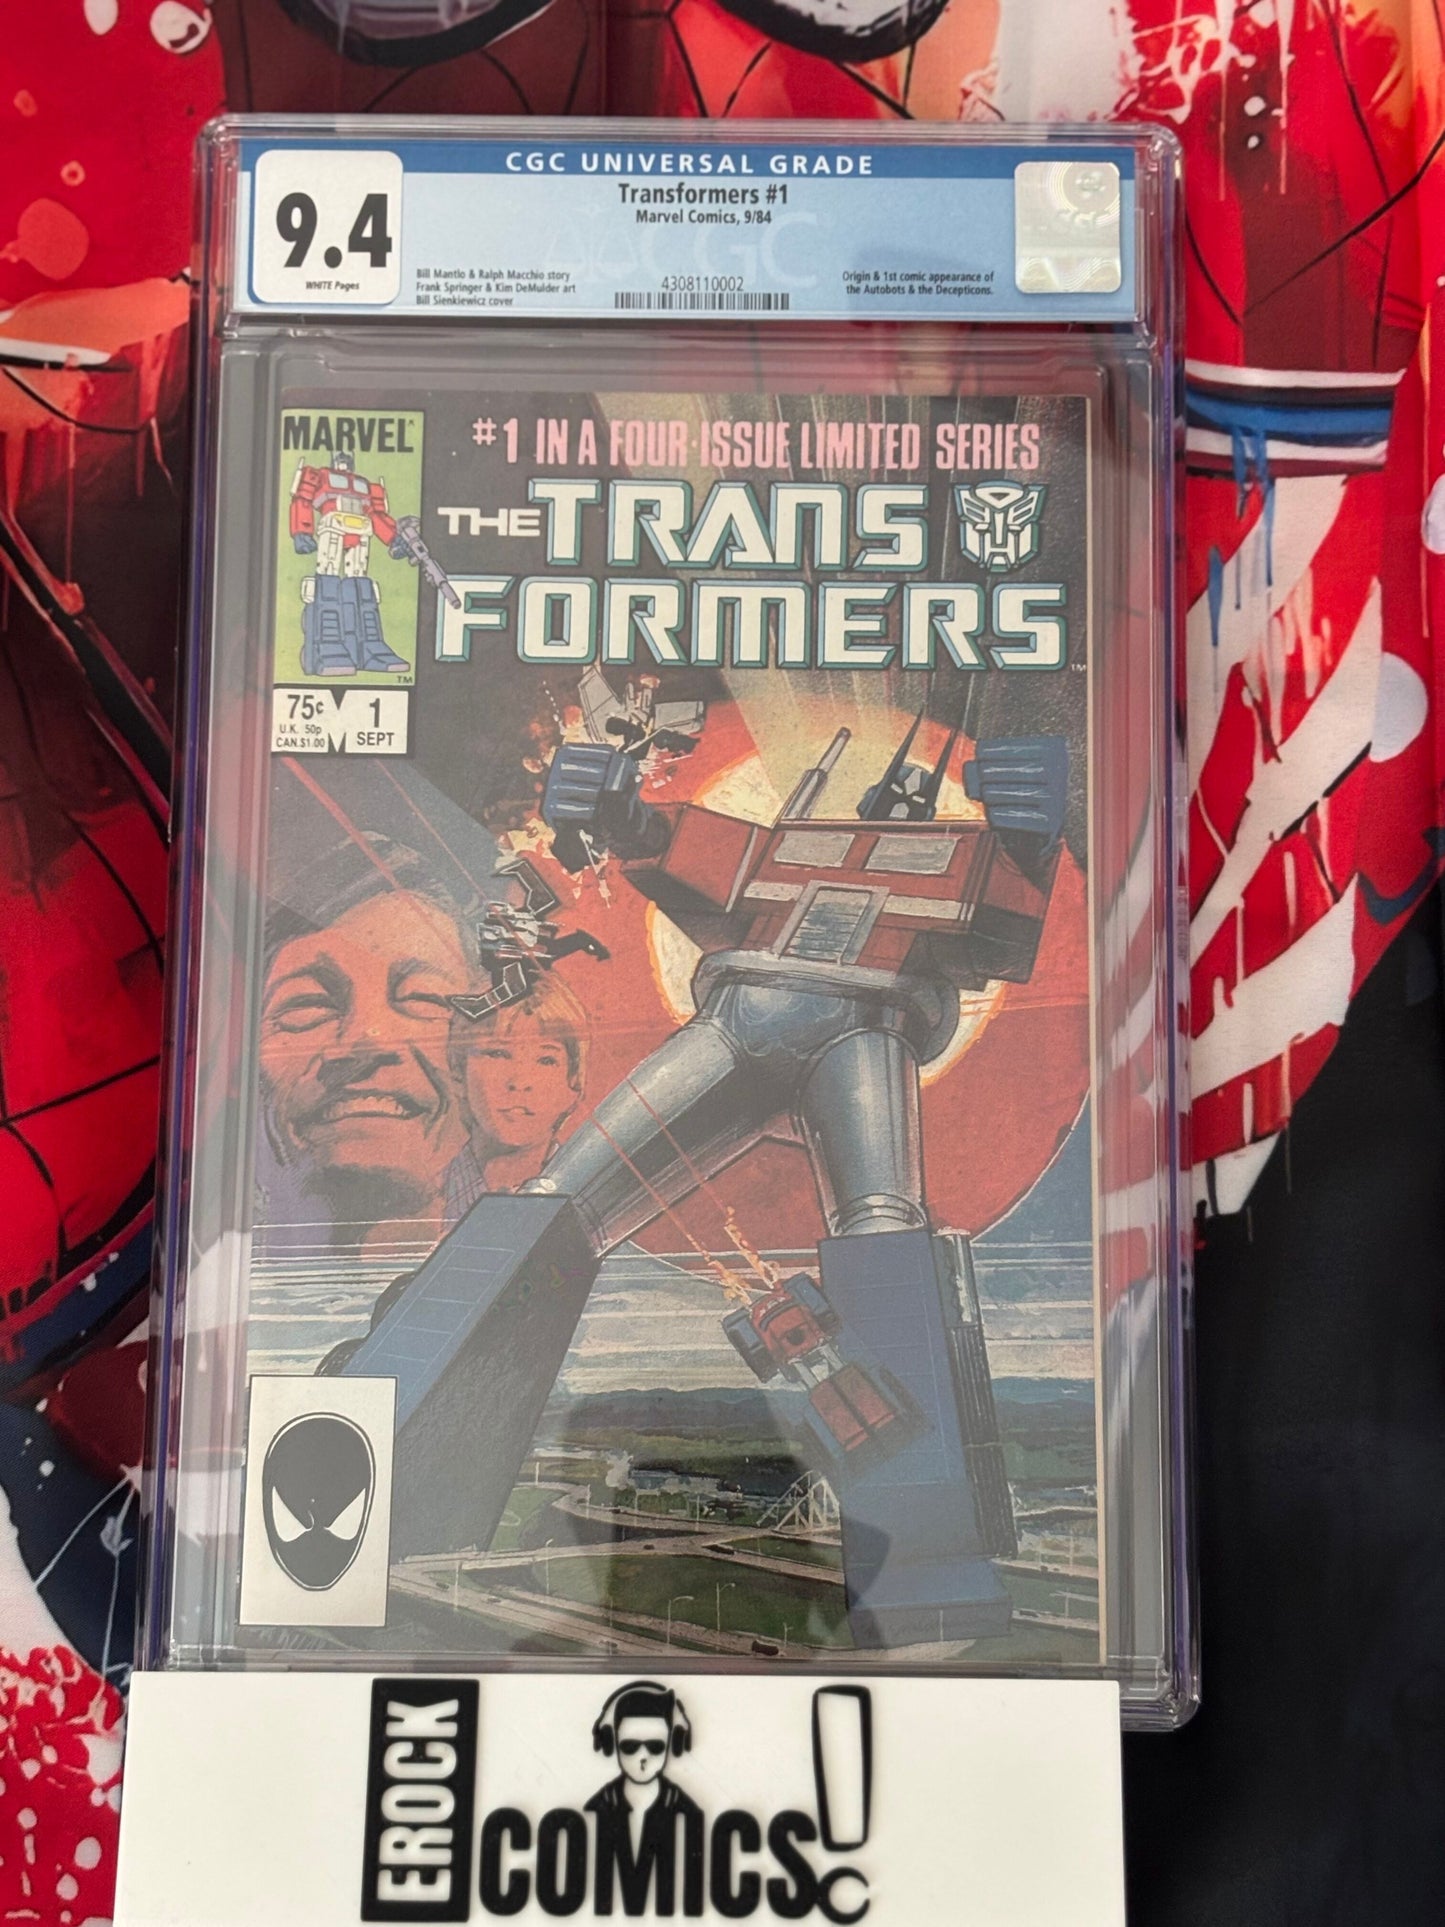 CGC UNIVERSAL GRADE
9.4
WHITE Pages
Transformers #1
Marvel Comics, 9/84
Bill Mantlo & Ralph Macchio story
Frank Springer & Kim DeMulder art
Bill Sienkiewicz cover
4308110002
Origin & 1st comic appearance of
the Autobots & the Decepticons.
CGC
MARVEL
#1 IN A FOUR-ISSUE LIMITED SERIES
THE TRANS
FORMERS
TM
TM
75¢ M 1
U.K. 50p
CAN.$1.00
SEPT
EROCK
COMICS!